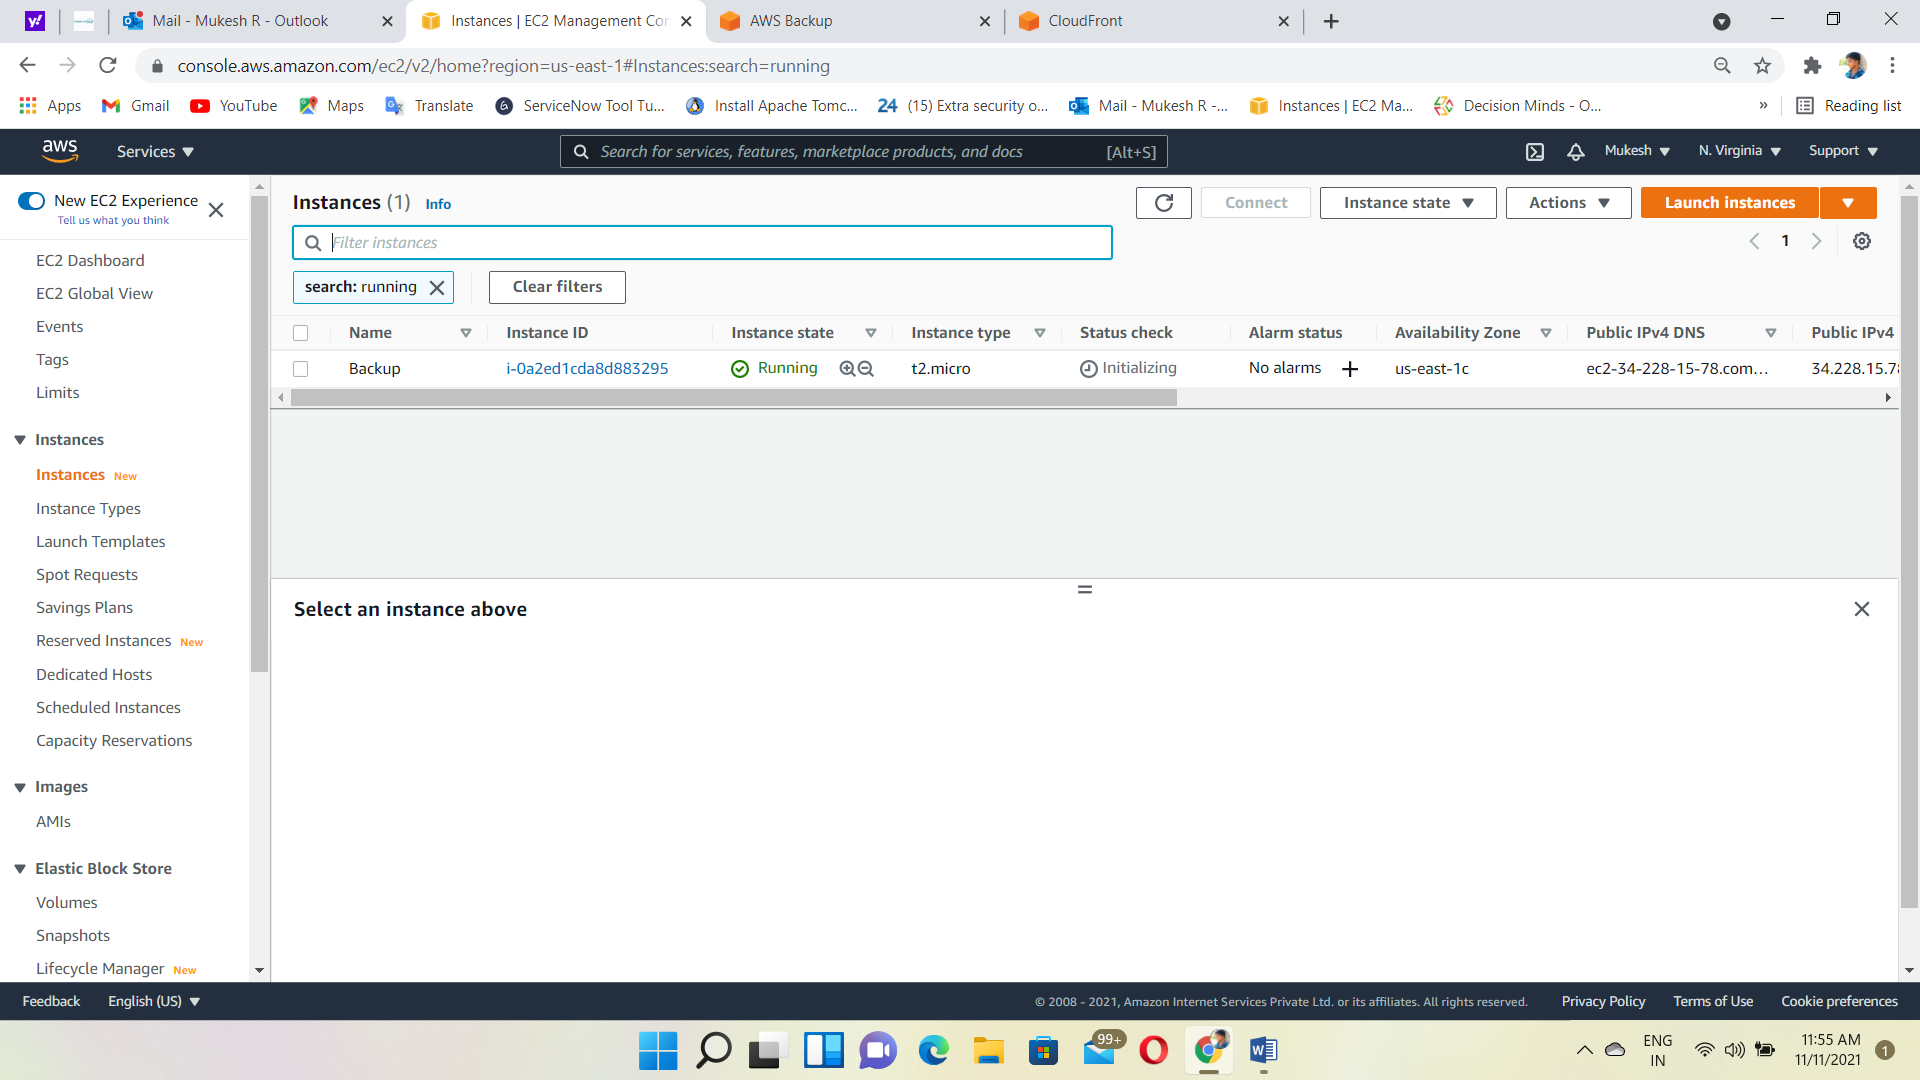 Mail - Mukesh R - Outlook
Instances | EC2 Management Cor
AWS Backup
CloudFront
console.aws.amazon.com/ec2/v2/home?region=us-east-1#Instances:search=running
Apps
Gmail
YouTube
Maps
Translate
ServiceNow Tool Tu...
Install Apache Tomc...
24 (15) Extra security o...
Mail - Mukesh R -...
Instances | EC2 Ma...
Decision Minds - O...
»
Reading list
aws
Services
Search for services, features, marketplace products, and docs
[Alt+S]
Mukesh
N. Virginia
Support
New EC2 Experience
Tell us what you think
EC2 Dashboard
EC2 Global View
Events
Tags
Limits
Instances
Instances New
Instance Types
Launch Templates
Spot Requests
Savings Plans
Reserved Instances New
Dedicated Hosts
Scheduled Instances
Capacity Reservations
Images
AMIs
Elastic Block Store
Volumes
Snapshots
Lifecycle Manager New
Instances (1) Info
Connect
Instance state
Actions
Launch instances
Filter instances
1
search: running
Clear filters
Name Instance ID Instance state Instance type Status check Alarm status Availability Zone Public IPv4 DNS Public IPv4
Backup i-0a2ed1cda8d883295 Running t2.micro Initializing No alarms us-east-1c ec2-34-228-15-78.com... 34.228.15.78
Select an instance above
Feedback
English (US)
© 2008 - 2021, Amazon Internet Services Private Ltd. or its affiliates. All rights reserved.
Privacy Policy
Terms of Use
Cookie preferences
99+
ENG
IN
11:55 AM
11/11/2021
1